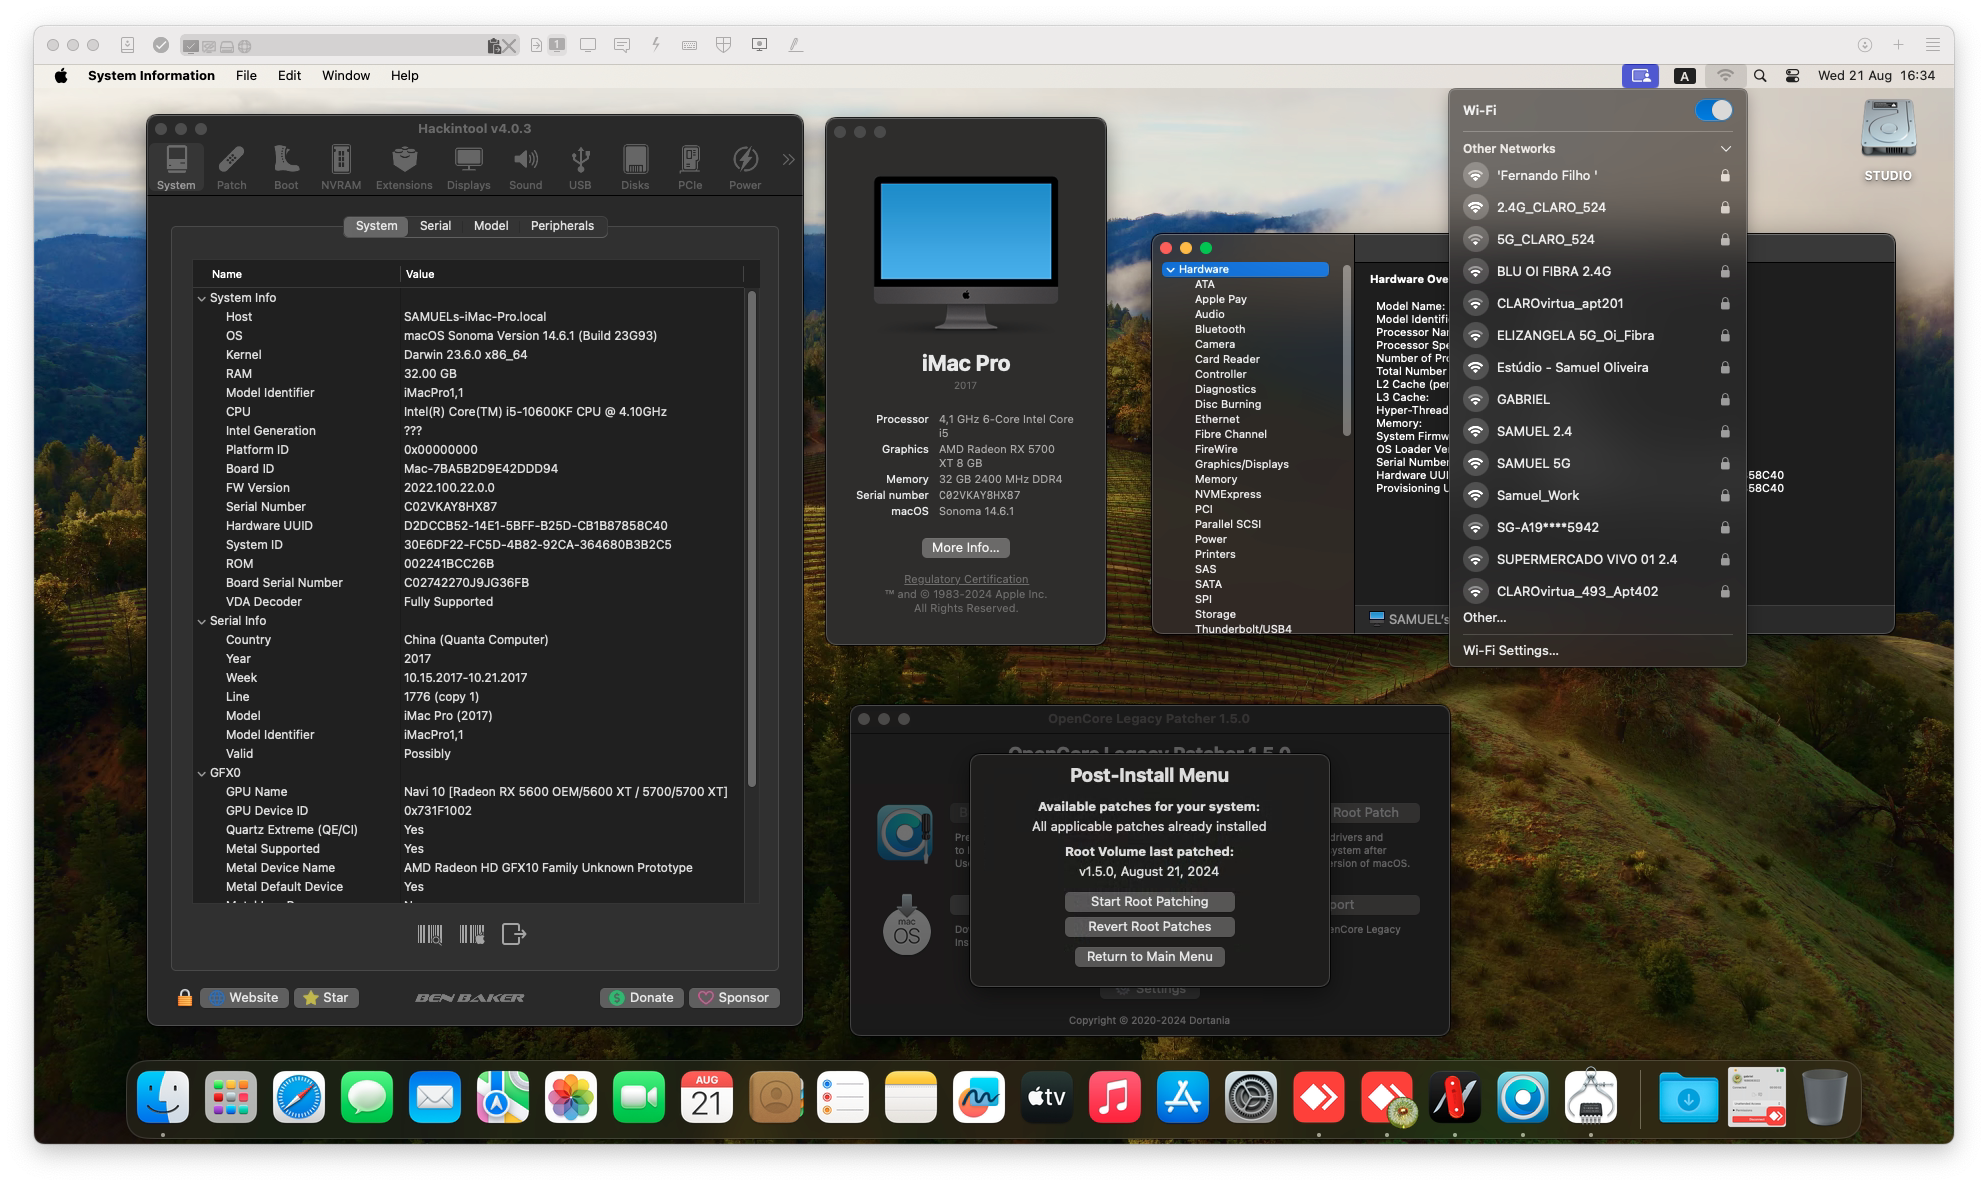 1
System Information File Edit Window Help
A
Wed 21 Aug 16:34
Hackintool v4.0.3
System Patch Boot NVRAM Extensions Displays Sound USB Disks PCIe Power
System Serial Model Peripherals
Name Value
System Info
Host SAMUELs-iMac-Pro.local
OS macOS Sonoma Version 14.6.1 (Build 23G93)
Kernel Darwin 23.6.0 x86_64
RAM 32.00 GB
Model Identifier iMacPro1,1
CPU Intel(R) Core(TM) i5-10600KF CPU @ 4.10GHz
Intel Generation ???
Platform ID 0x00000000
Board ID Mac-7BA5B2D9E42DDD94
FW Version 2022.100.22.0.0
Serial Number C02VKAY8HX87
Hardware UUID D2DCCB52-14E1-5BFF-B25D-CB1B87858C40
System ID 30E6DF22-FC5D-4B82-92CA-364680B3B2C5
ROM 002241BCC26B
Board Serial Number C02742270J9JG36FB
VDA Decoder Fully Supported
Serial Info
Country China (Quanta Computer)
Year 2017
Week 10.15.2017-10.21.2017
Line 1776 (copy 1)
Model iMac Pro (2017)
Model Identifier iMacPro1,1
Valid Possibly
GFX0
GPU Name Navi 10 [Radeon RX 5600 OEM/5600 XT / 5700/5700 XT]
GPU Device ID 0x731F1002
Quartz Extreme (QE/CI) Yes
Metal Supported Yes
Metal Device Name AMD Radeon HD GFX10 Family Unknown Prototype
Metal Default Device Yes
Website Star BEN BAKER Donate Sponsor
iMac Pro
2017
Processor 4,1 GHz 6-Core Intel Core
i5
Graphics AMD Radeon RX 5700
XT 8 GB
Memory 32 GB 2400 MHz DDR4
Serial number C02VKAY8HX87
macOS Sonoma 14.6.1
More Info...
Regulatory Certification
™ and © 1983-2024 Apple Inc.
All Rights Reserved.
Hardware
ATA
Apple Pay
Audio
Bluetooth
Camera
Card Reader
Controller
Diagnostics
Disc Burning
Ethernet
Fibre Channel
FireWire
Graphics/Displays
Memory
NVMExpress
PCI
Parallel SCSI
Power
Printers
SAS
SATA
SPI
Storage
Thunderbolt/USB4
Hardware Ove
Model Name:
Model Identifi
Processor Nar
Processor Spe
Number of Pro
Total Number
L2 Cache (per
L3 Cache:
Hyper-Thread
Memory:
System Firmw
OS Loader Ver
Serial Number
Hardware UUI 58C40
Provisioning U 58C40
SAMUEL's
Wi-Fi
Other Networks
'Fernando Filho '
2.4G_CLARO_524
5G_CLARO_524
BLU OI FIBRA 2.4G
CLAROvirtua_apt201
ELIZANGELA 5G_Oi_Fibra
Estúdio - Samuel Oliveira
GABRIEL
SAMUEL 2.4
SAMUEL 5G
Samuel_Work
SG-A19****5942
SUPERMERCADO VIVO 01 2.4
CLAROvirtua_493_Apt402
Other...
Wi-Fi Settings...
STUDIO
OpenCore Legacy Patcher 1.5.0
OpenCore Legacy Patcher 1.5.0
Post-Install Menu
Available patches for your system:
All applicable patches already installed
Root Volume last patched:
v1.5.0, August 21, 2024
Start Root Patching
Revert Root Patches
Return to Main Menu
B
Pre
to
Use
Root Patch
drivers and
ystem after
ersion of macOS.
mac
OS
Do
Ins
port
enCore Legacy
Settings
Copyright © 2020-2024 Dortania
AUG
21
tv